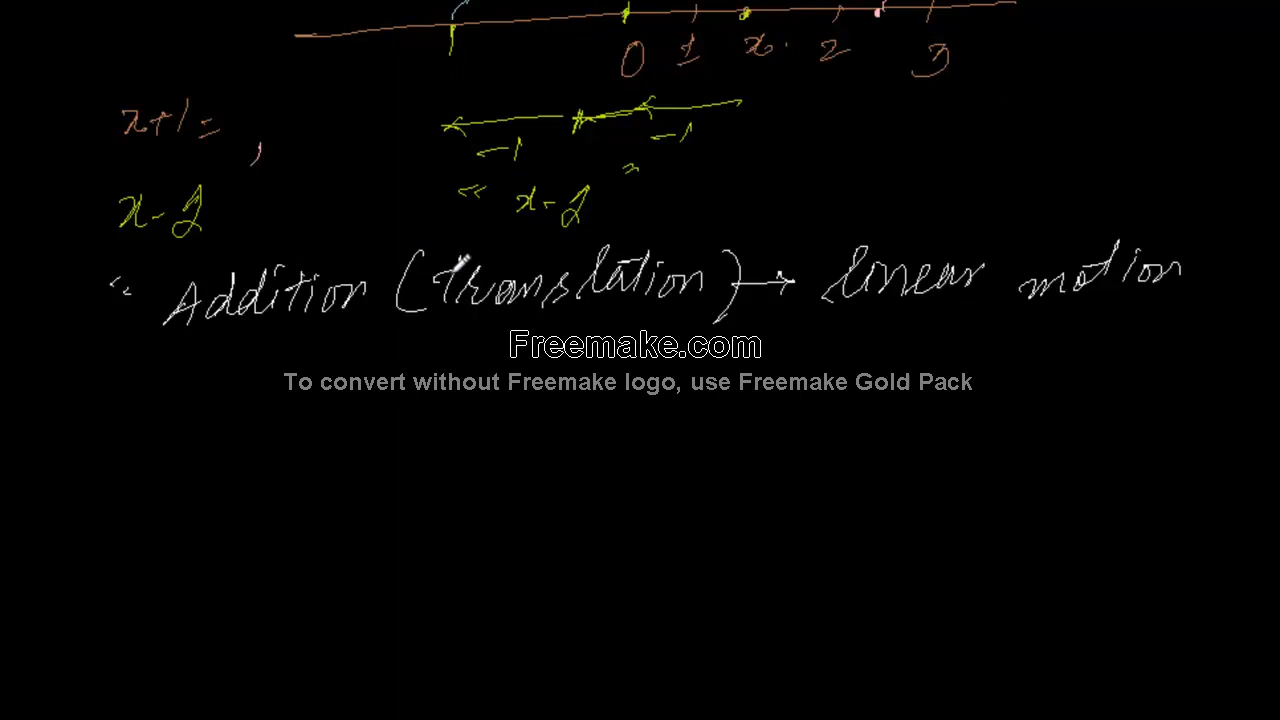 0 1 x. 2 3
x+1 = ,
-1 -1
x-2 « x-2 "
" Addition (translation) → linear motion
Freemake.com
To convert without Freemake logo, use Freemake Gold Pack